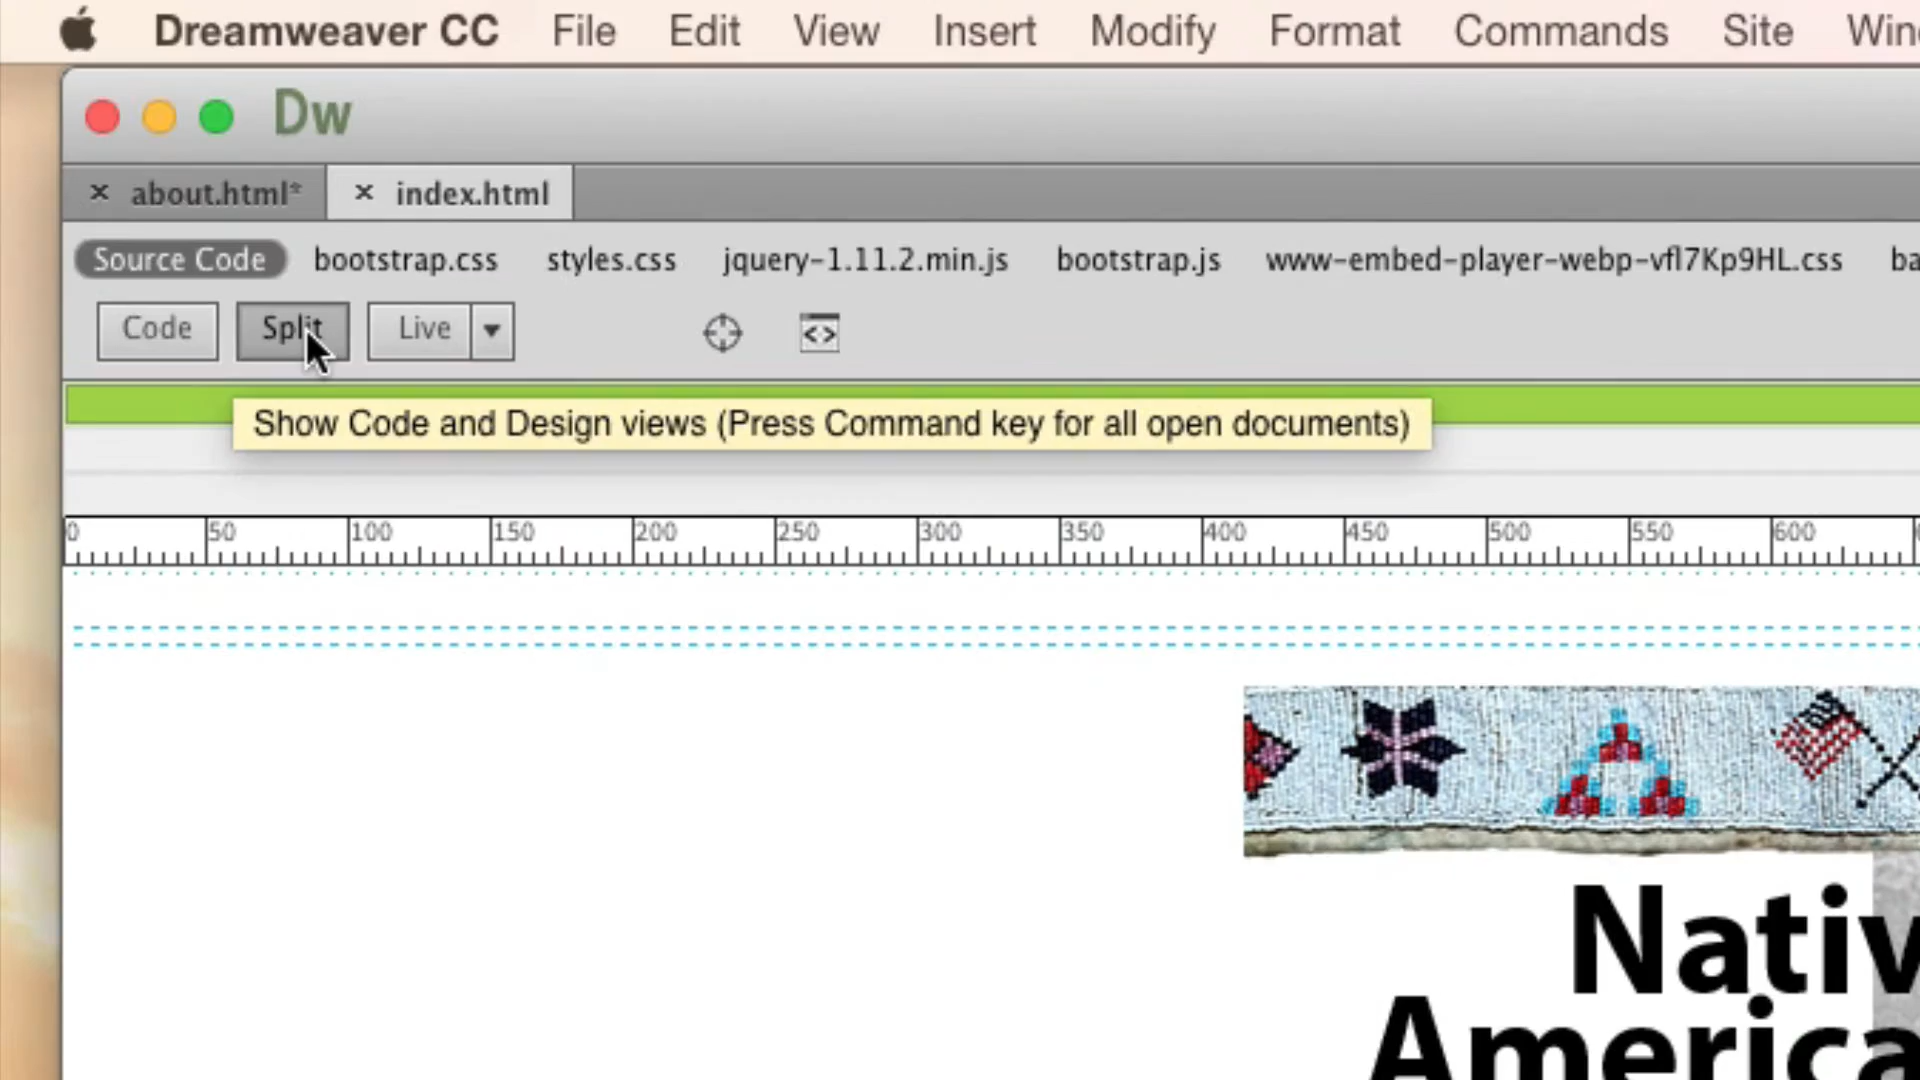 Dreamweaver CC File Edit View Insert Modify Format Commands Site
Dw
× about.html* × index.html
Source Code bootstrap.css styles.css jquery-1.11.2.min.js bootstrap.js www-embed-player-webp-vfl7Kp9HL.css
Code Split Live
Show Code and Design views (Press Command key for all open documents)
0 50 100 150 200 250 300 350 400 450 500 550 600
Nativ
America